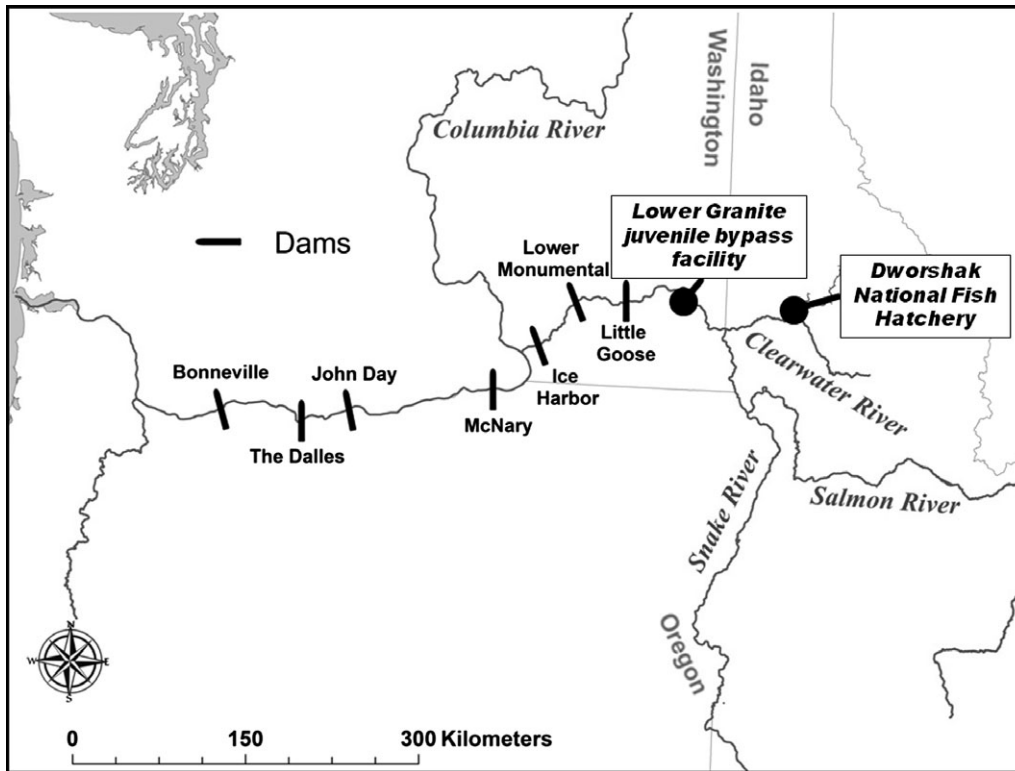 Columbia River
Washington
Idaho
Lower Granite
juvenile bypass
facility
Dworshak
National Fish
Hatchery
Dams
Lower
Monumental
Little
Goose
Ice
Harbor
Bonneville
John Day
The Dalles
McNary
Clearwater River
Salmon River
Snake River
Oregon
N
W
E
S
0 150 300 Kilometers